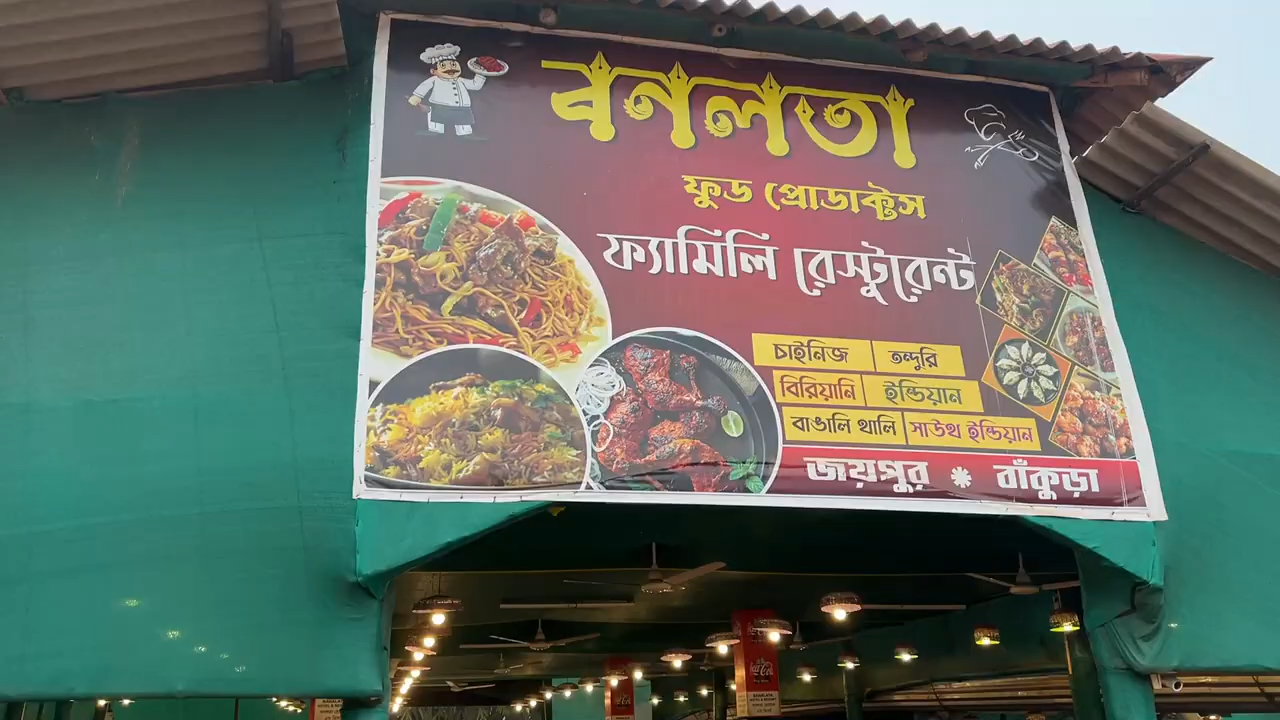 বনলতা
ফুড প্রোডাক্টস
ফ্যামিলি রেস্টুরেন্ট
চাইনিজ তন্দুরি
বিরিয়ানি ইন্ডিয়ান
বাঙালি থালি সাউথ ইন্ডিয়ান
জয়পুর বাঁকুড়া